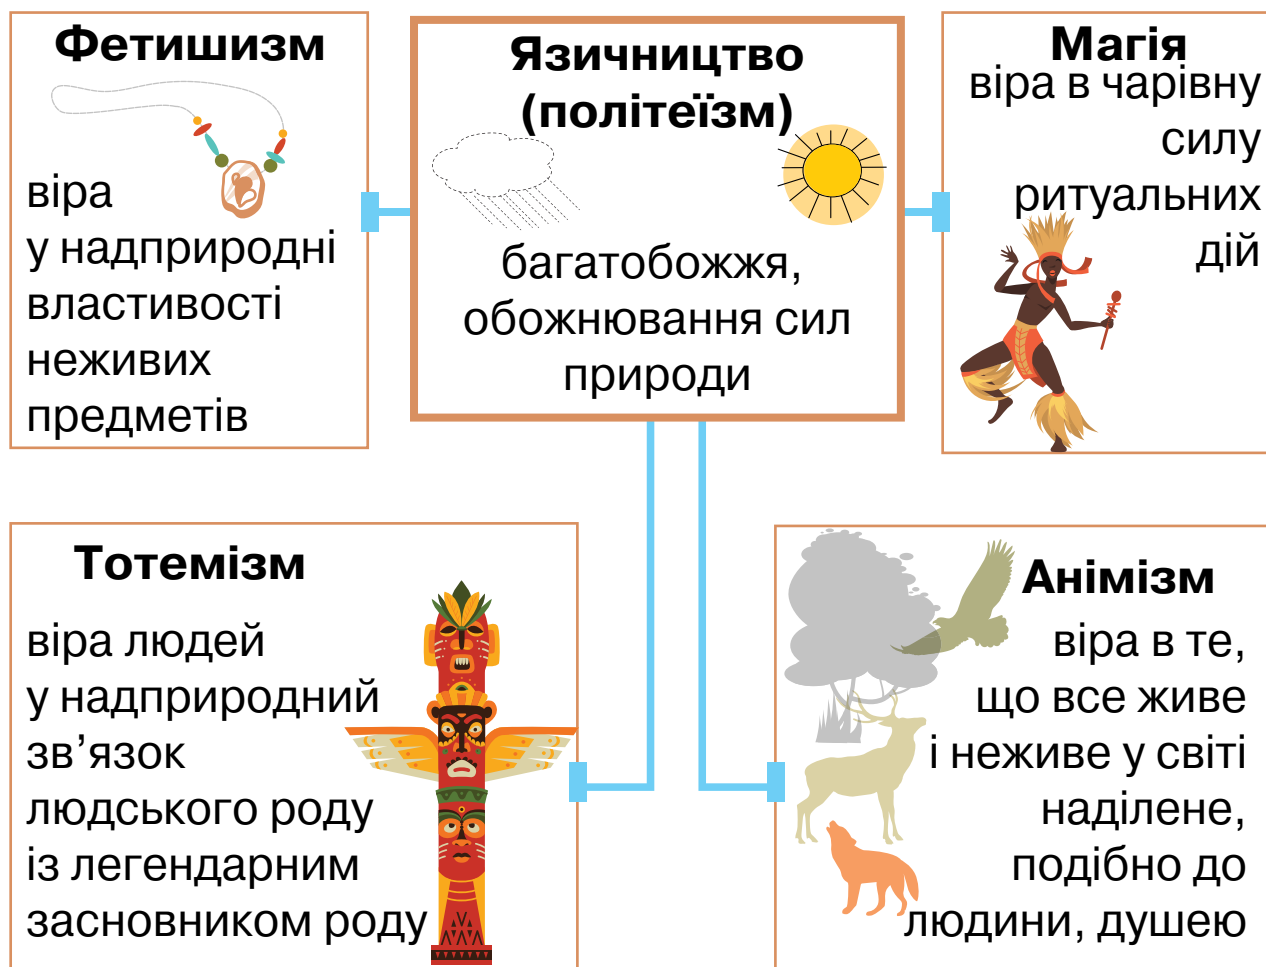 Фетишизм
віра
у надприродні
властивості
неживих
предметів
Язичництво
(політеїзм)
багатобожжя,
обожнювання сил
природи
Магія
віра в чарівну
силу
ритуальних
дій
Тотемізм
віра людей
у надприродний
зв’язок
людського роду
із легендарним
засновником роду
Анімізм
віра в те,
що все живе
і неживе у світі
наділене,
подібно до
людини, душею